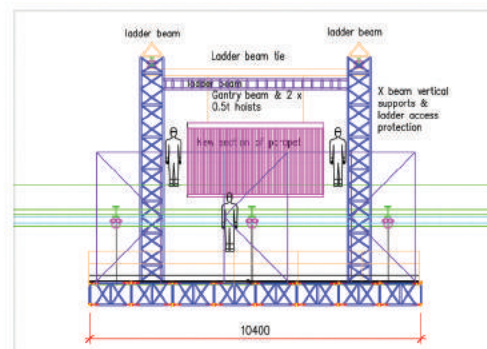 ladder beam
ladder beam
Ladder beam tie
ladder beam
Gantry beam & 2 x
0.5t hoists
X beam vertical
supports &
ladder access
protection
New section of parapet
10400